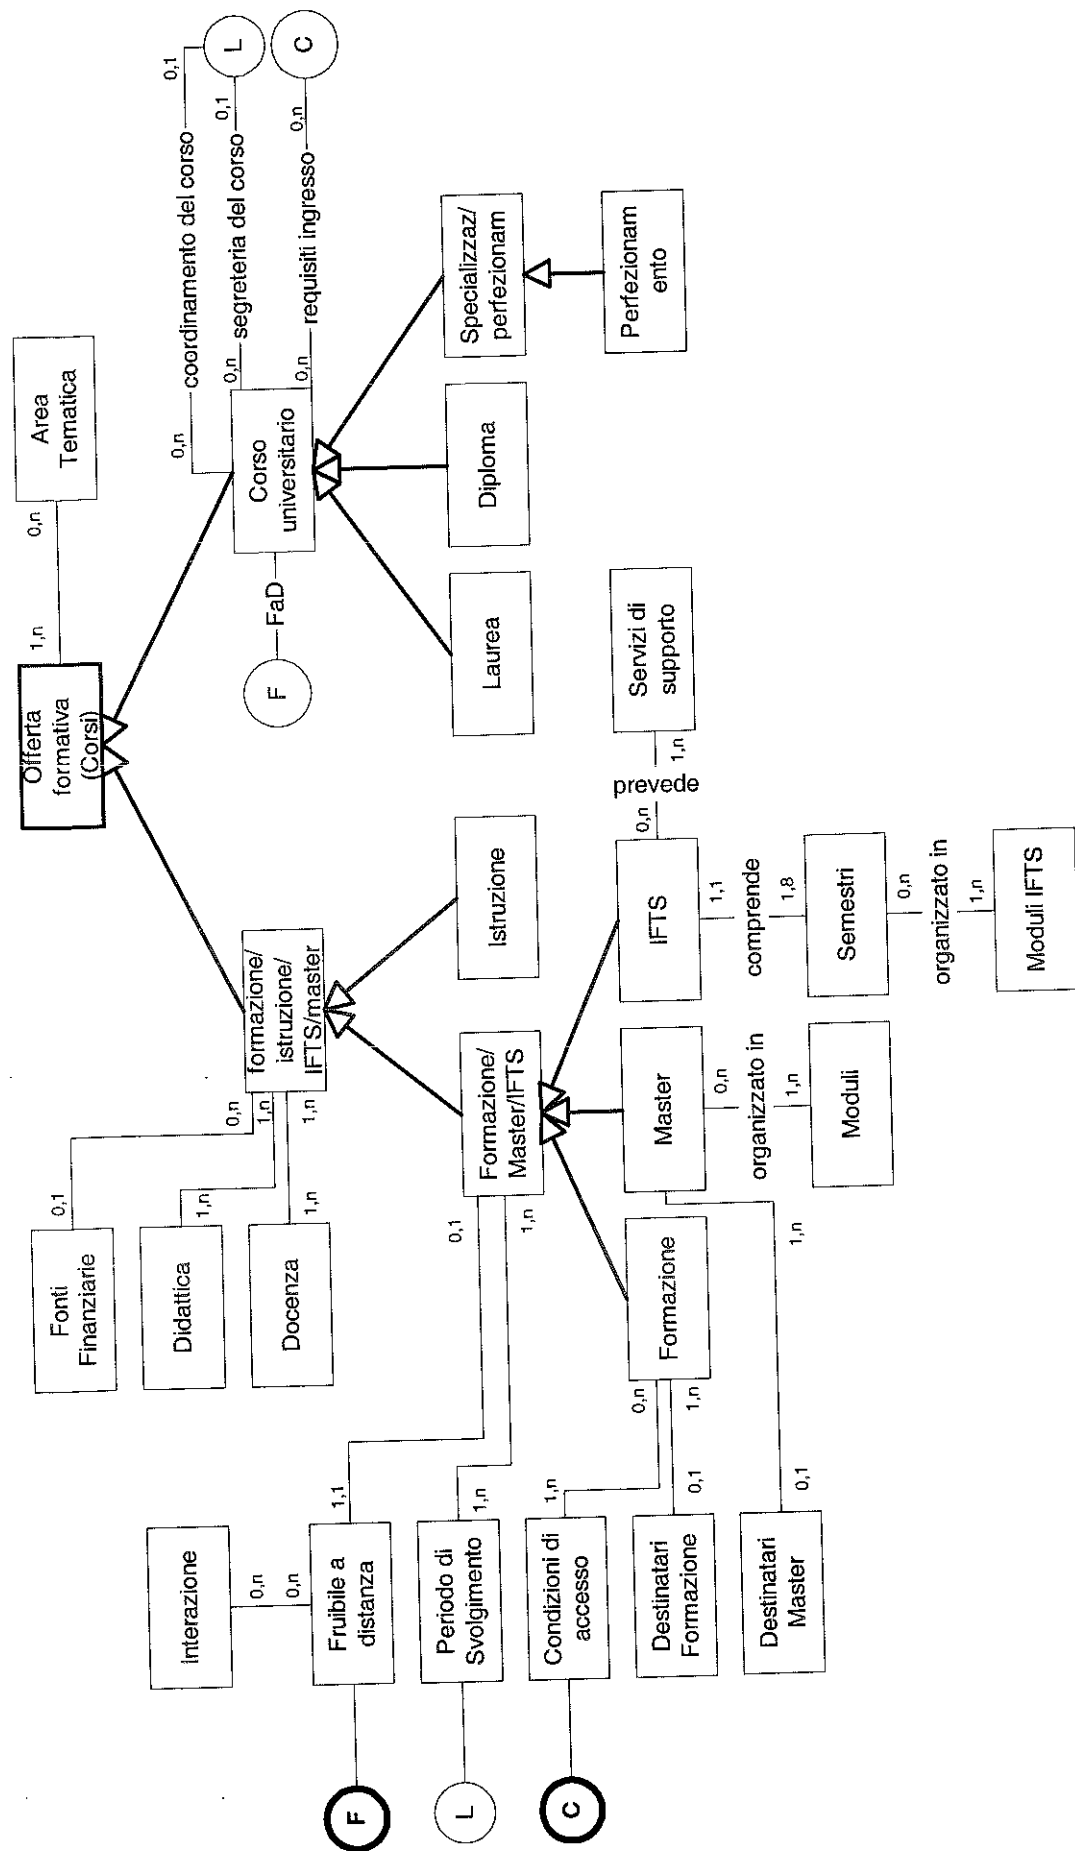 Offerta
formativa
(Corsi)
1,n
0,n
Area
Tematica
Fonti
Finanziarie
0,1
0,n
Didattica
1,n
1,n
Docenza
1,n
1,n
formazione/
istruzione/
IFTS/master
F
FaD
Corso
universitario
0,n
coordinamento del corso
0,1
0,n
segreteria del corso
0,1
L
0,n
requisiti ingresso
0,n
C
Interazione
0,n
0,n
F
Fruibile a
distanza
1,1
0,1
L
Periodo di
Svolgimento
1,n
1,n
Formazione/
Master/IFTS
Istruzione
Laurea
Diploma
Specializzaz/
perfezionam
C
Condizioni di
accesso
1,n
0,n
Destinatari
Formazione
0,1
1,n
Formazione
Master
IFTS
0,n
prevede
1,n
Servizi di
supporto
Perfezionam
ento
Destinatari
Master
0,1
1,n
0,n
organizzato in
1,n
Moduli
1,1
comprende
1,8
Semestri
0,n
organizzato in
1,n
Moduli IFTS